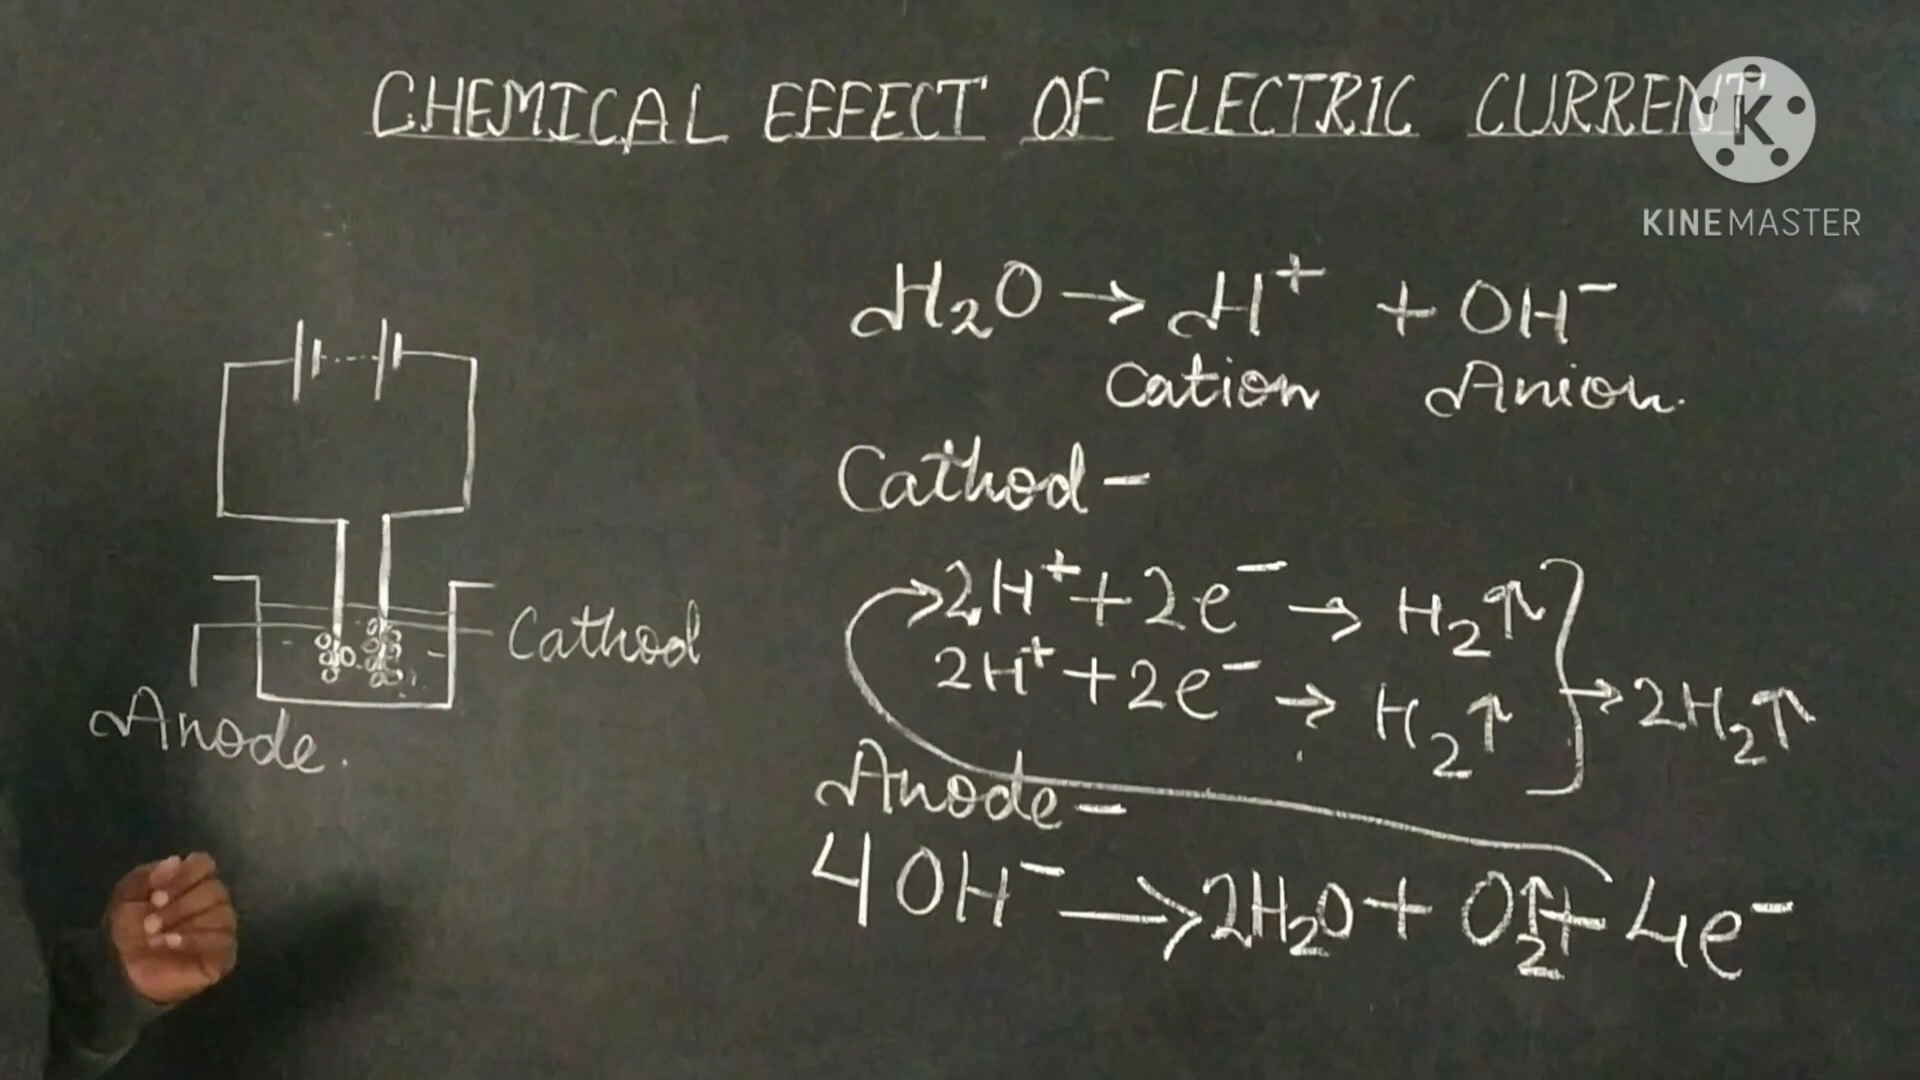 CHEMICAL EFFECT OF ELECTRIC CURRENT
K
KINEMASTER
H₂O → H⁺ + OH⁻
Cation Anion.
Cathod -
2H⁺ + 2e⁻ → H₂↑
2H⁺ + 2e⁻ → H₂↑
→ 2H₂↑
Anode -
4OH⁻ → 2H₂O + O₂↑ + 4e⁻
Cathod
Anode.